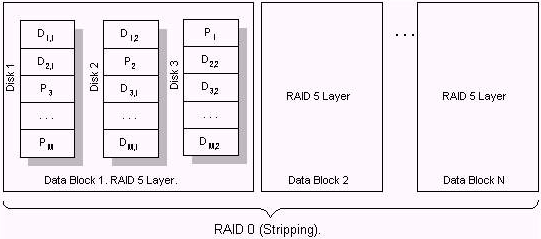 Disk 1
D1,1
D2,1
P3
...
PM
Disk 2
D1,2
P2
D3,1
...
DM,1
Disk 3
P1
D2,2
D3,2
...
DM,2
Data Block 1. RAID 5 Layer.
RAID 5 Layer
Data Block 2
...
RAID 5 Layer
Data Block N
RAID 0 (Stripping).